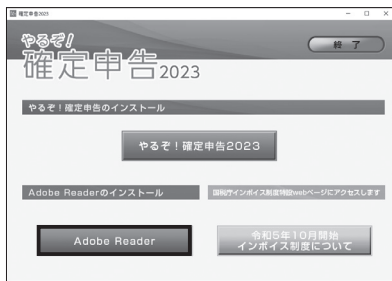 確定申告2023
やるぞ!
終了
確定申告2023
やるぞ！確定申告のインストール
やるぞ！確定申告2023
Adobe Readerのインストール
国税庁インボイス制度特設webページにアクセスします
Adobe Reader
令和5年10月開始
インボイス制度について